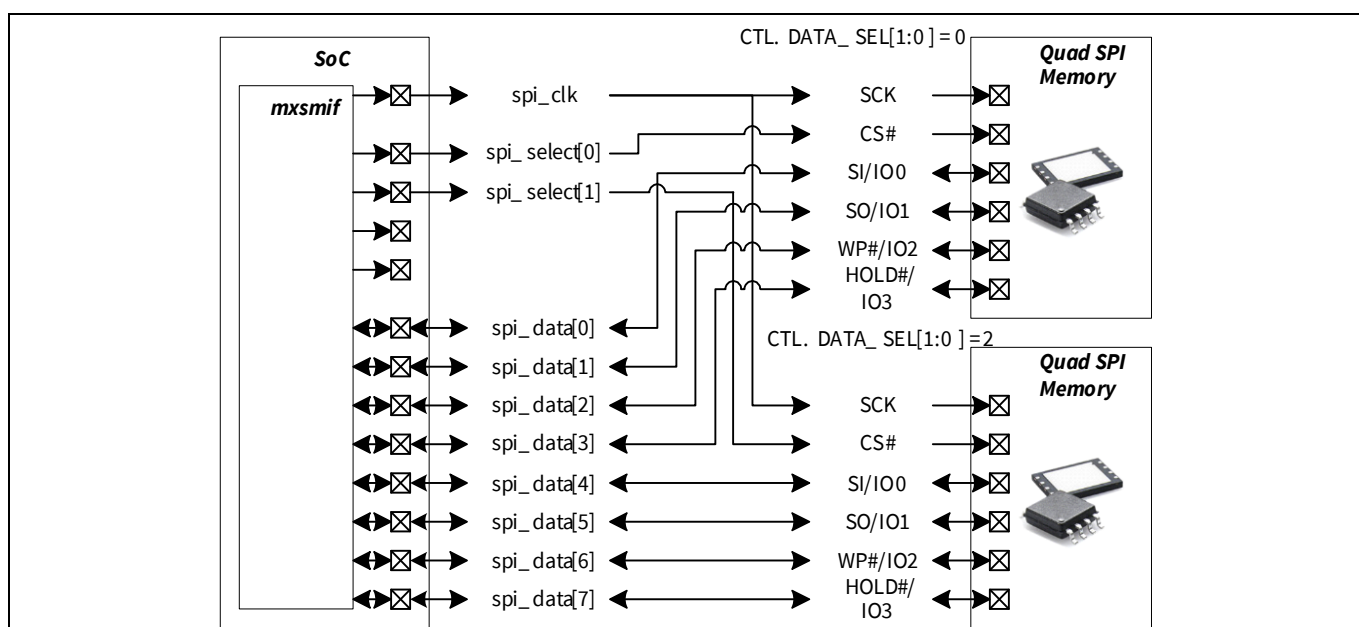 CTL. DATA_ SEL[1:0 ] = 0
SoC
Quad SPI
Memory
mxsmif
spi_clk
SCK
spi_ select[0]
CS#
spi_ select[1]
SI/IO0
SO/IO1
WP#/IO2
HOLD#/
IO3
spi_data[0]
CTL. DATA_ SEL[1:0 ] =2
spi_data[1]
Quad SPI
Memory
spi_data[2]
SCK
spi_data[3]
CS#
spi_data[4]
SI/IO0
spi_data[5]
SO/IO1
spi_data[6]
WP#/IO2
spi_data[7]
HOLD#/
IO3